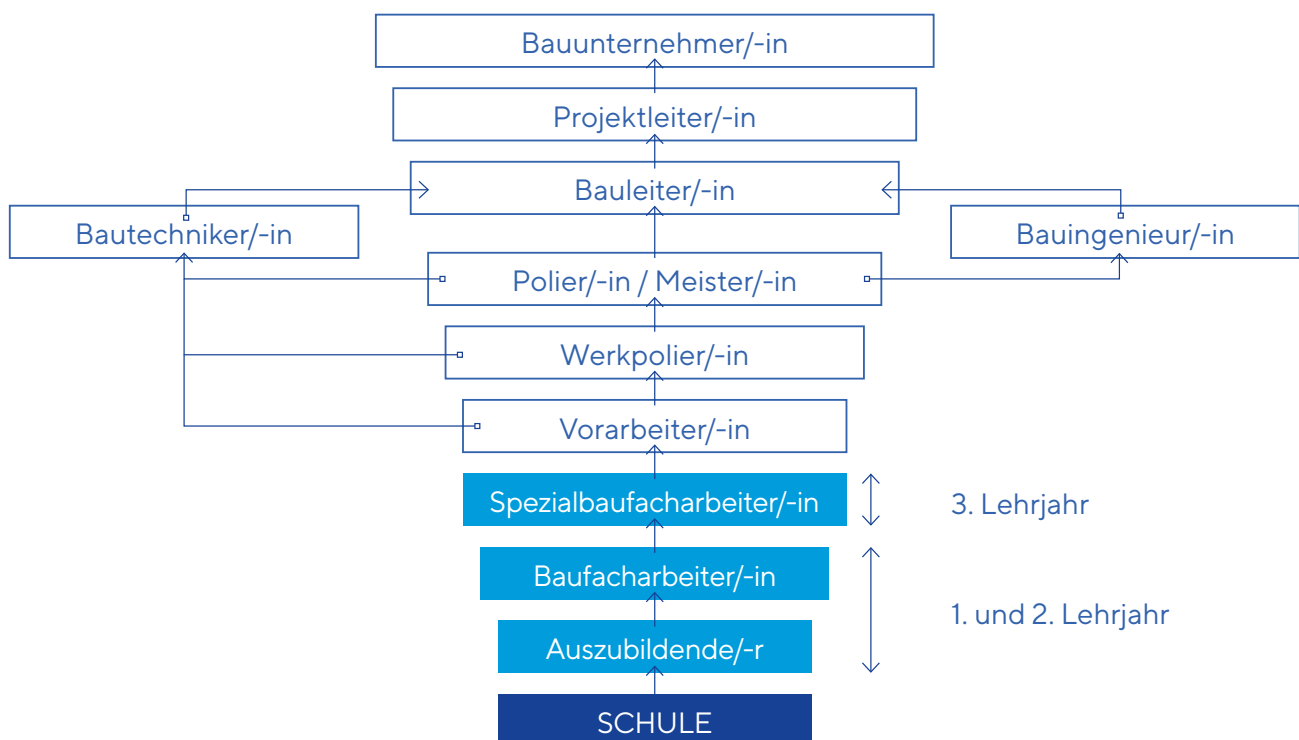 Bauunternehmer/-in
Projektleiter/-in
Bauleiter/-in
Bautechniker/-in
Bauingenieur/-in
Polier/-in / Meister/-in
Werkpolier/-in
Vorarbeiter/-in
Spezialbaufacharbeiter/-in
3. Lehrjahr
Baufacharbeiter/-in
1. und 2. Lehrjahr
Auszubildende/-r
SCHULE